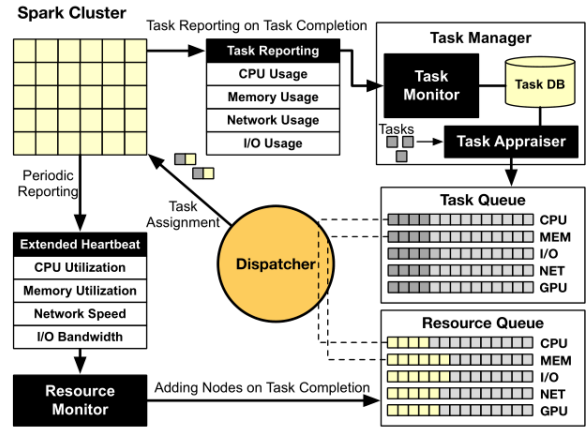 Spark Cluster
Task Reporting on Task Completion
Task Reporting
CPU Usage
Memory Usage
Network Usage
I/O Usage
Task Manager
Task
Monitor
Task DB
Tasks
Task Appraiser
Periodic
Reporting
Task
Assignment
Extended Heartbeat
CPU Utilization
Memory Utilization
Network Speed
I/O Bandwidth
Dispatcher
Task Queue
CPU
MEM
I/O
NET
GPU
Resource Queue
CPU
MEM
I/O
NET
GPU
Resource
Monitor
Adding Nodes on Task Completion